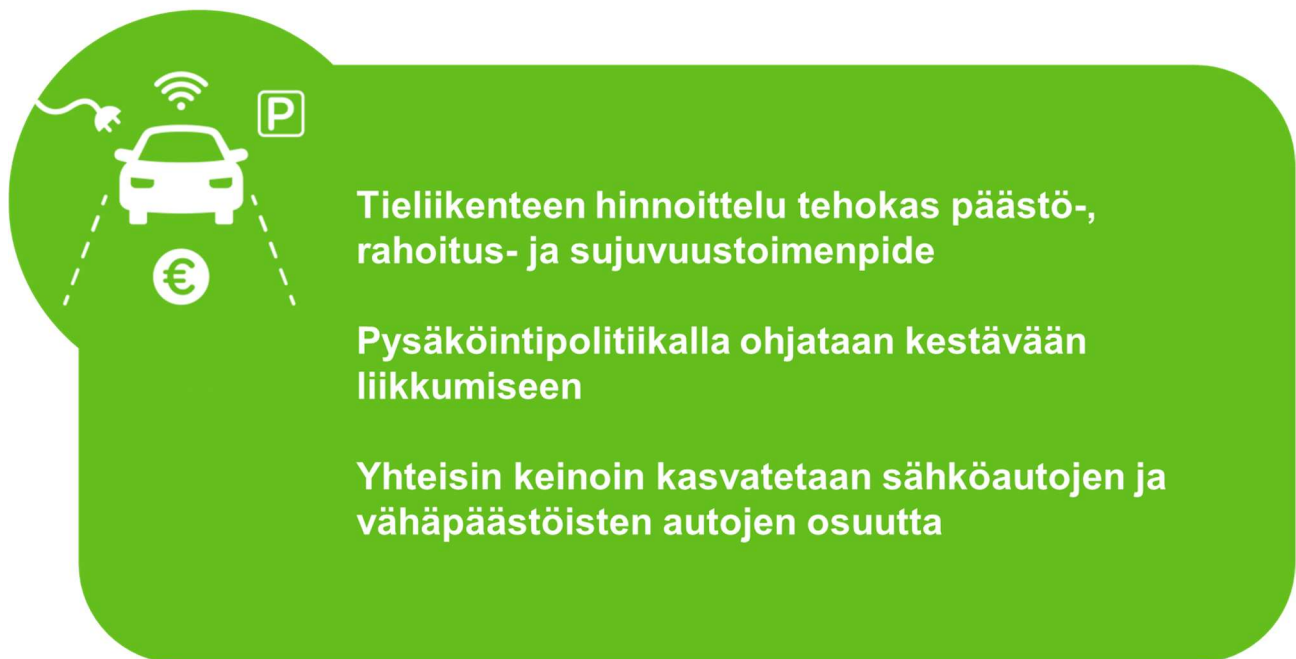 P
€
Tieliikenteen hinnoittelu tehokas päästö-,
rahoitus- ja sujuvuustoimenpide
Pysäköintipolitiikalla ohjataan kestävään
liikkumiseen
Yhteisin keinoin kasvatetaan sähköautojen ja
vähäpäästöisten autojen osuutta